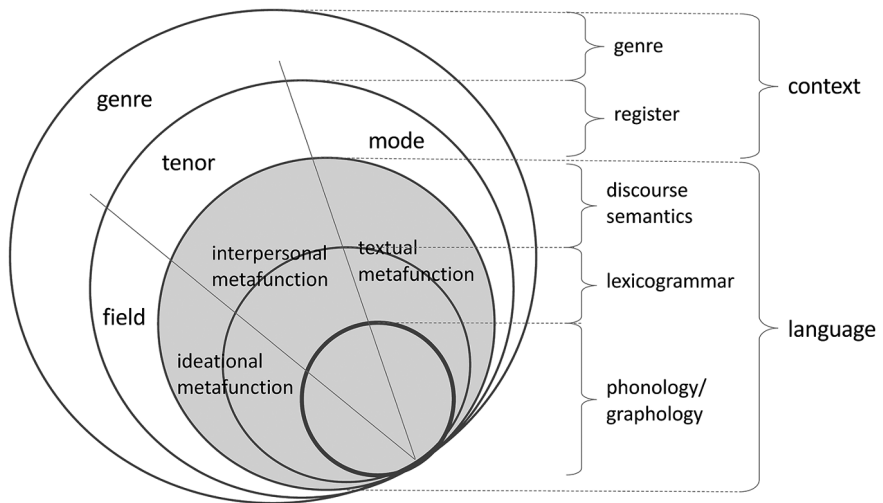 genre
genre
context
register
mode
tenor
discourse
semantics
interpersonal
metafunction
textual
metafunction
lexicogrammar
field
language
ideational
metafunction
phonology/
graphology